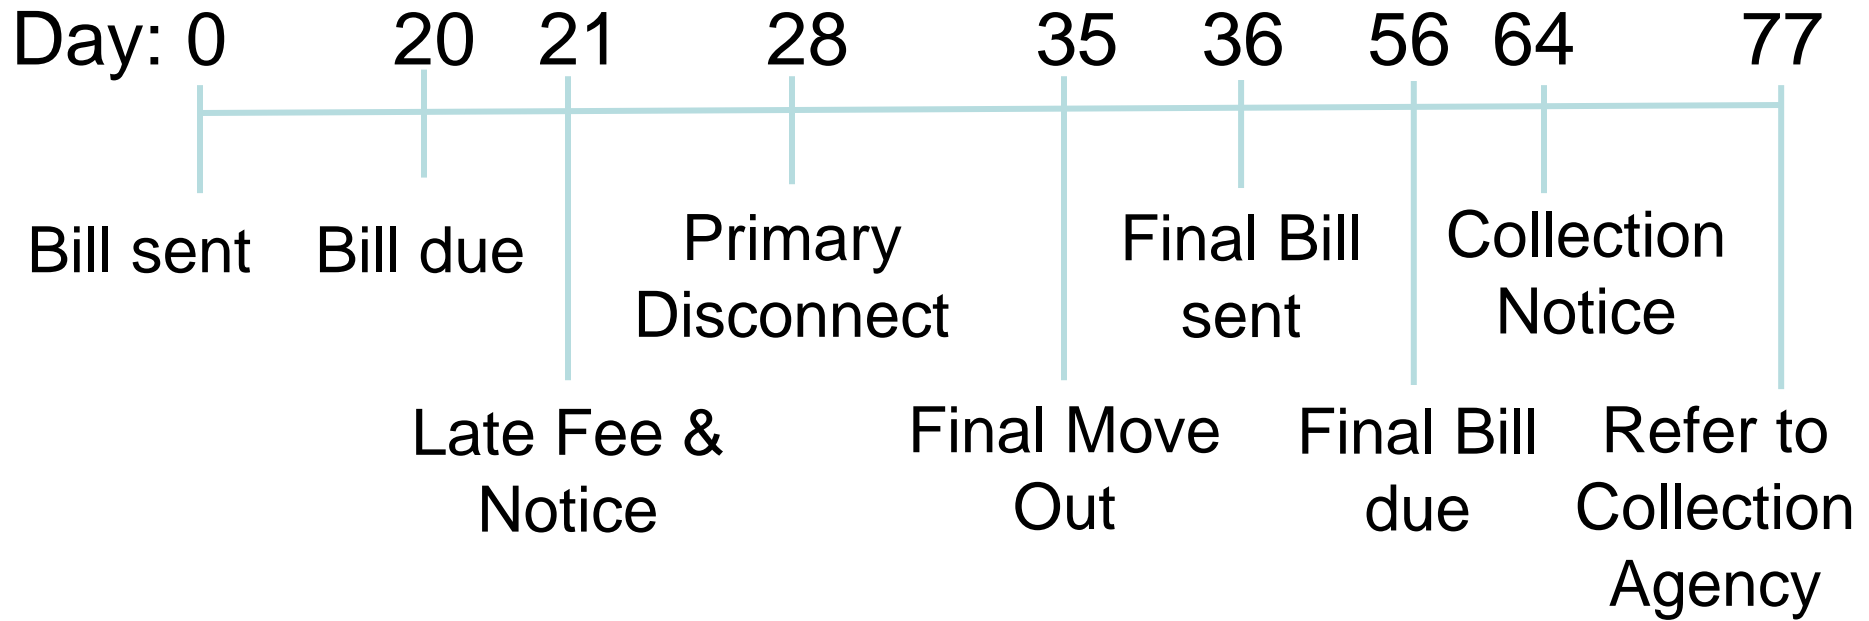 Day: 0 20 21 28 35 36 56 64 77
Bill sent
Bill due
Primary
Disconnect
Final Bill
sent
Collection
Notice
Late Fee &
Notice
Final Move
Out
Final Bill
due
Refer to
Collection
Agency